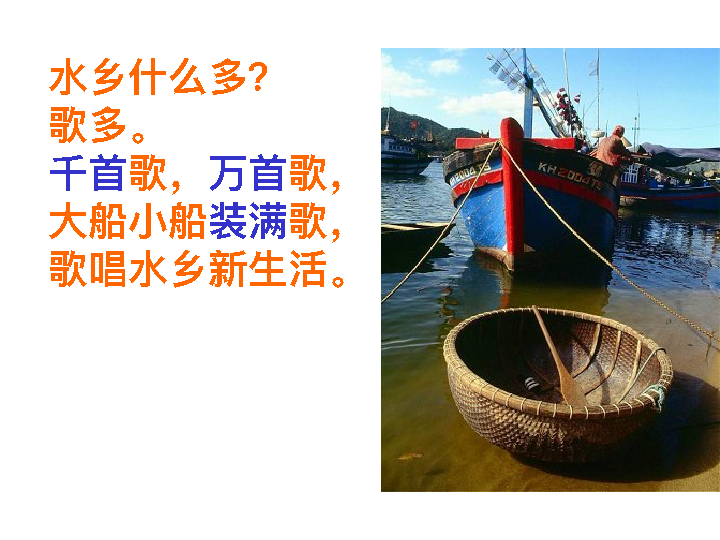 水乡什么多？
歌多。
千首歌，万首歌，
大船小船装满歌，
歌唱水乡新生活。
KH 20047S